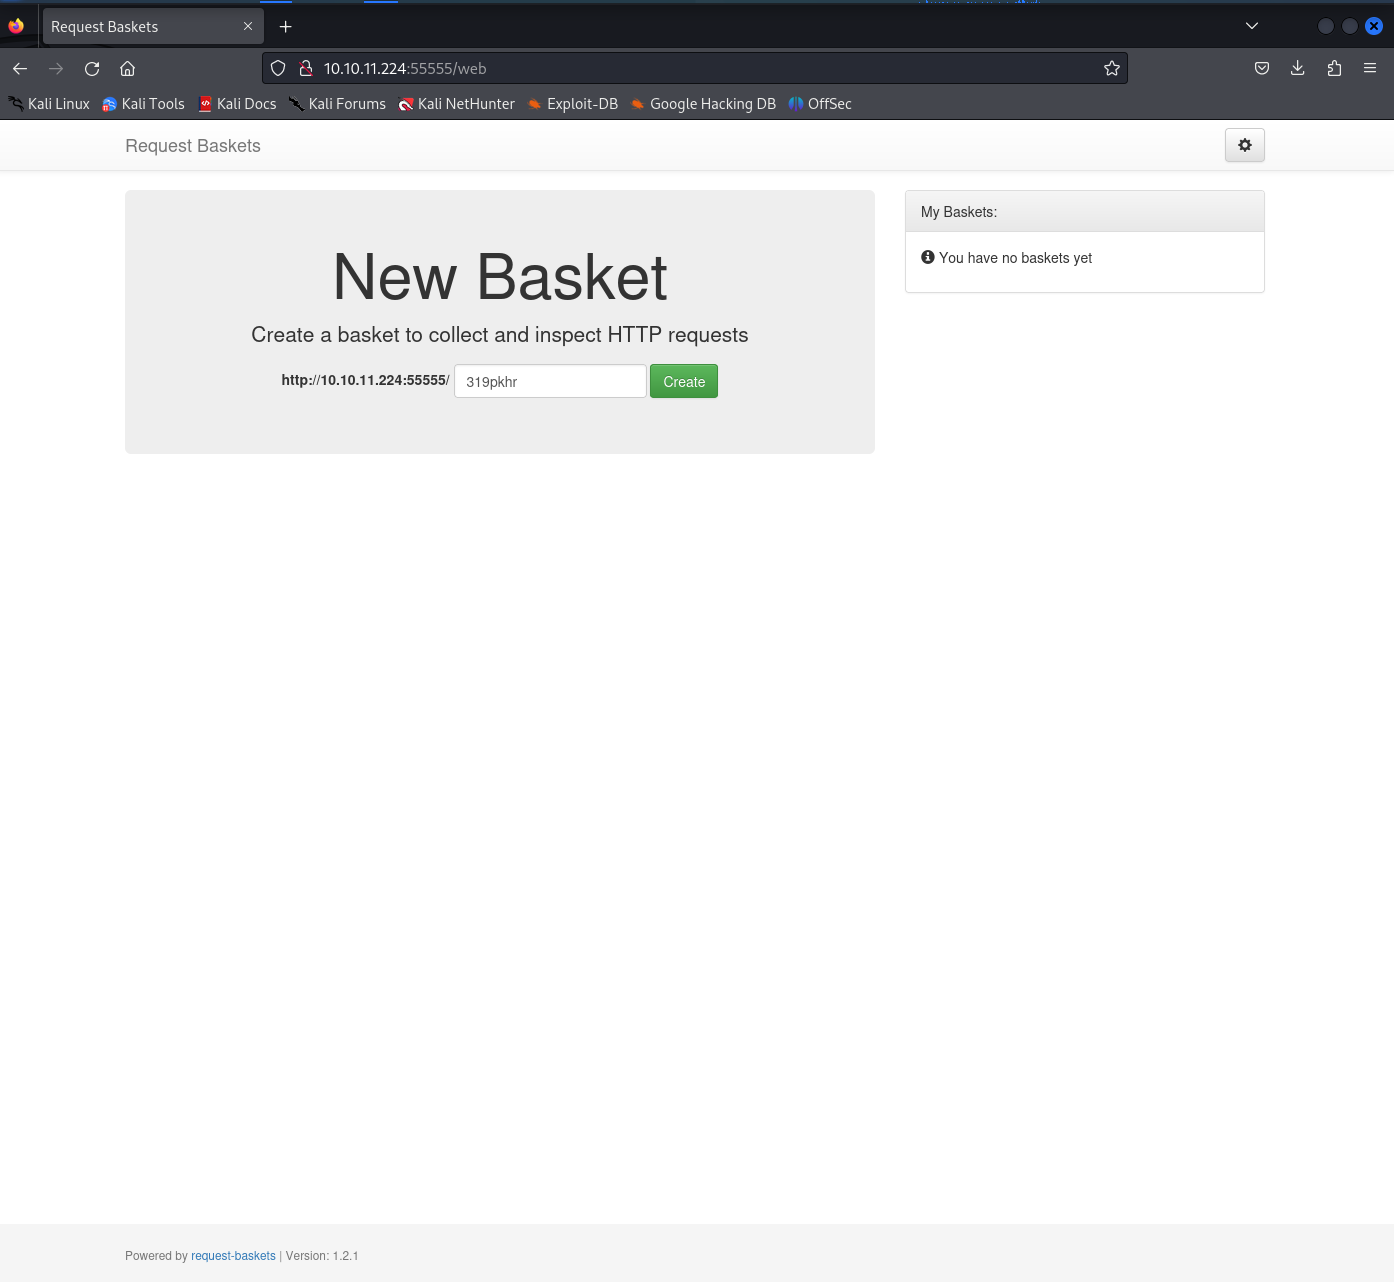 Request Baskets
10.10.11.224:55555/web
Kali Linux Kali Tools Kali Docs Kali Forums Kali NetHunter Exploit-DB Google Hacking DB OffSec
Request Baskets
New Basket
Create a basket to collect and inspect HTTP requests
http://10.10.11.224:55555/ 319pkhr Create
My Baskets:
You have no baskets yet
Powered by request-baskets | Version: 1.2.1